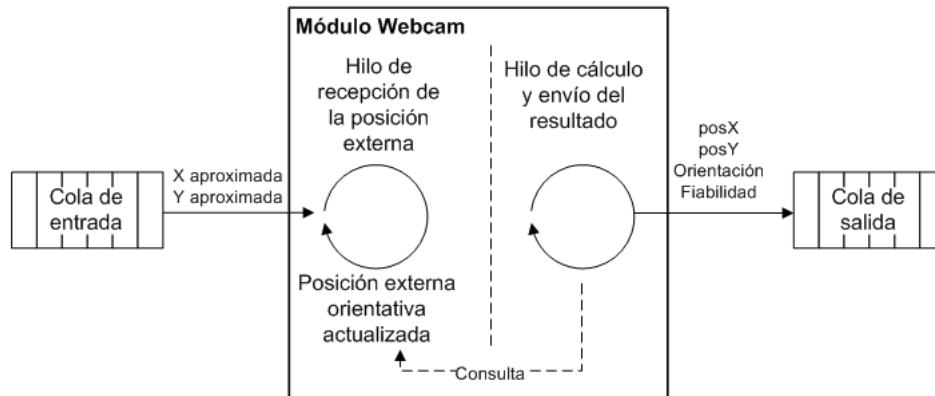 Módulo Webcam
Hilo de
recepción de
la posición
externa
Hilo de cálculo
y envío del
resultado
Cola de
entrada
X aproximada
Y aproximada
posX
posY
Orientación
Fiabilidad
Cola de
salida
Posición externa
orientativa
actualizada
Consulta